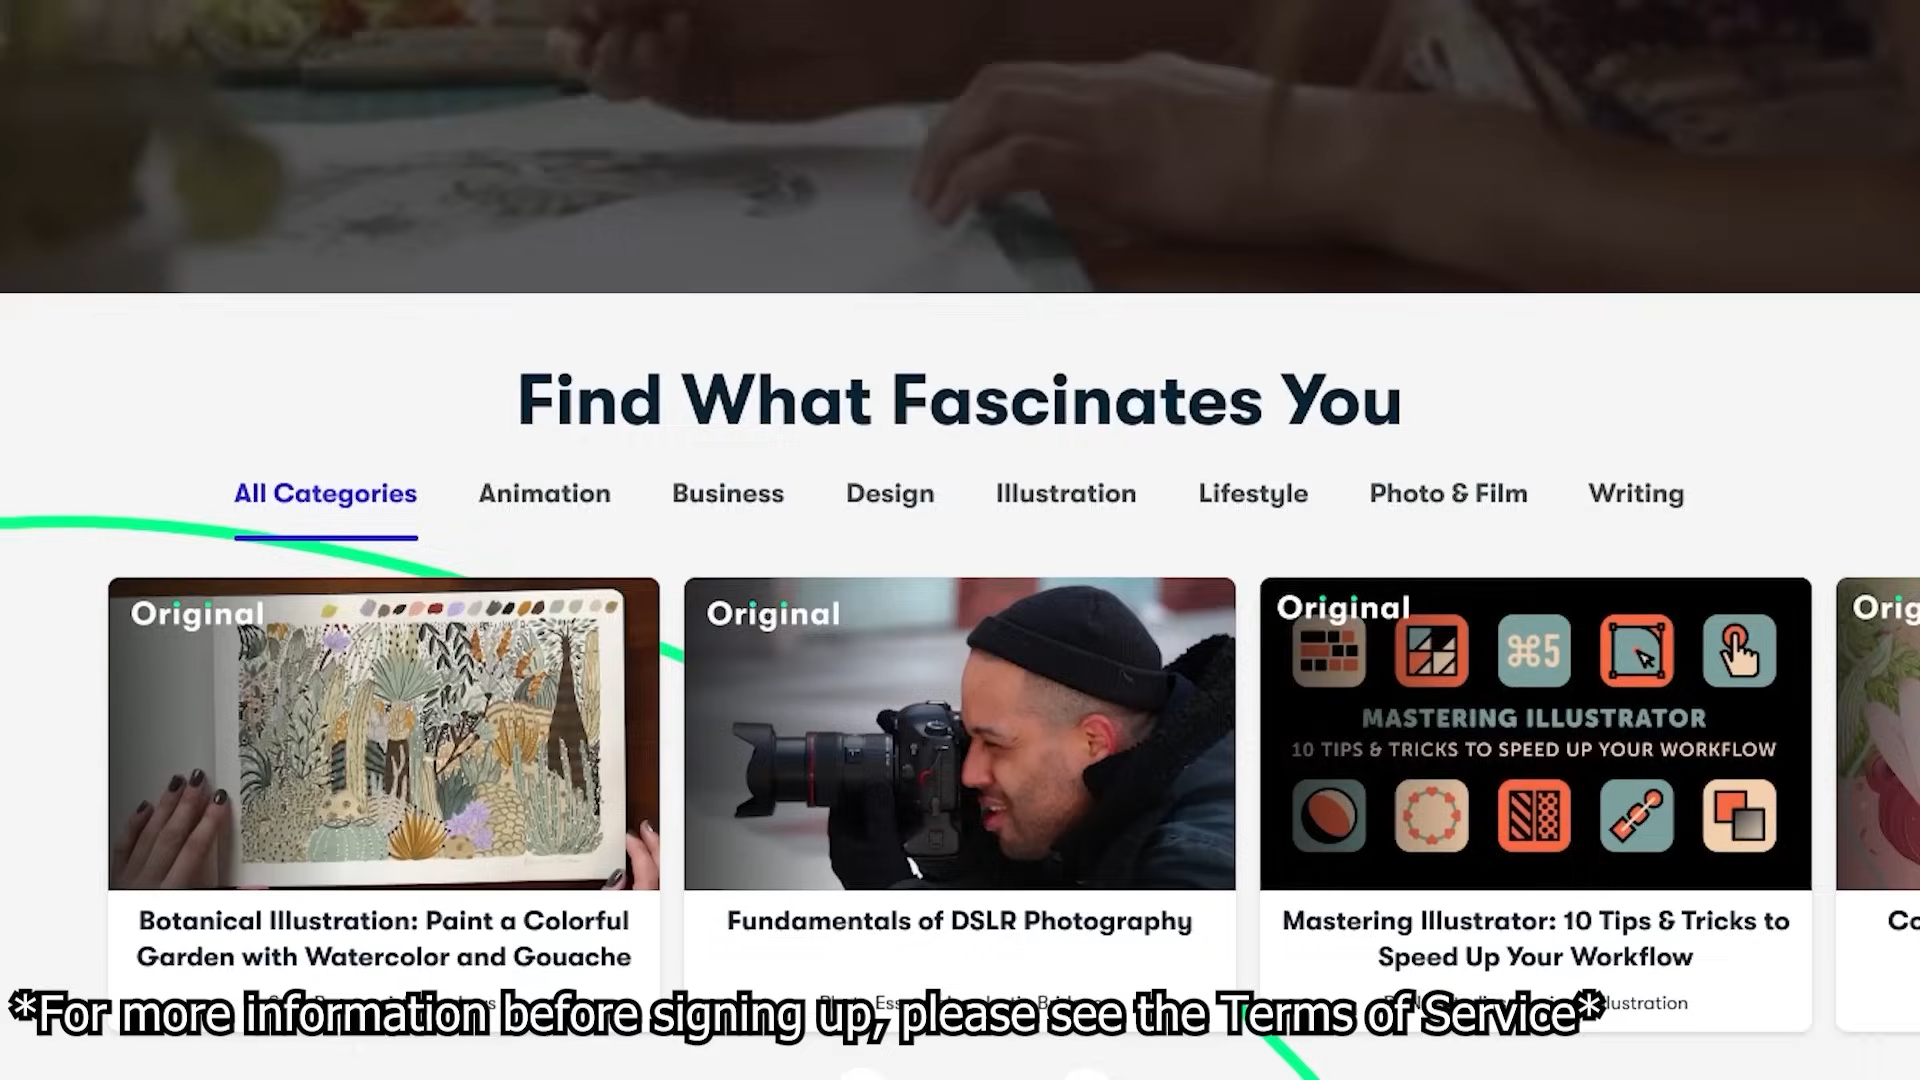 Find What Fascinates You
All Categories Animation Business Design Illustration Lifestyle Photo & Film Writing
Original
Original
Original
MASTERING ILLUSTRATOR
10 TIPS & TRICKS TO SPEED UP YOUR WORKFLOW
⌘5
Botanical Illustration: Paint a Colorful
Garden with Watercolor and Gouache
Fundamentals of DSLR Photography
Mastering Illustrator: 10 Tips & Tricks to
Speed Up Your Workflow
*For more information before signing up, please see the Terms of Service*